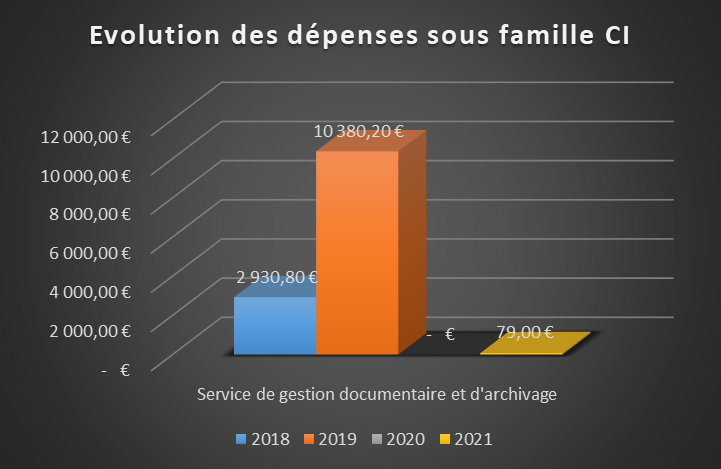 Evolution des dépenses sous famille CI
12 000,00 €
10 000,00 €
8 000,00 €
6 000,00 €
4 000,00 €
2 000,00 €
- €
10 380,20 €
2 930,80 €
- €
79,00 €
Service de gestion documentaire et d'archivage
2018 2019 2020 2021